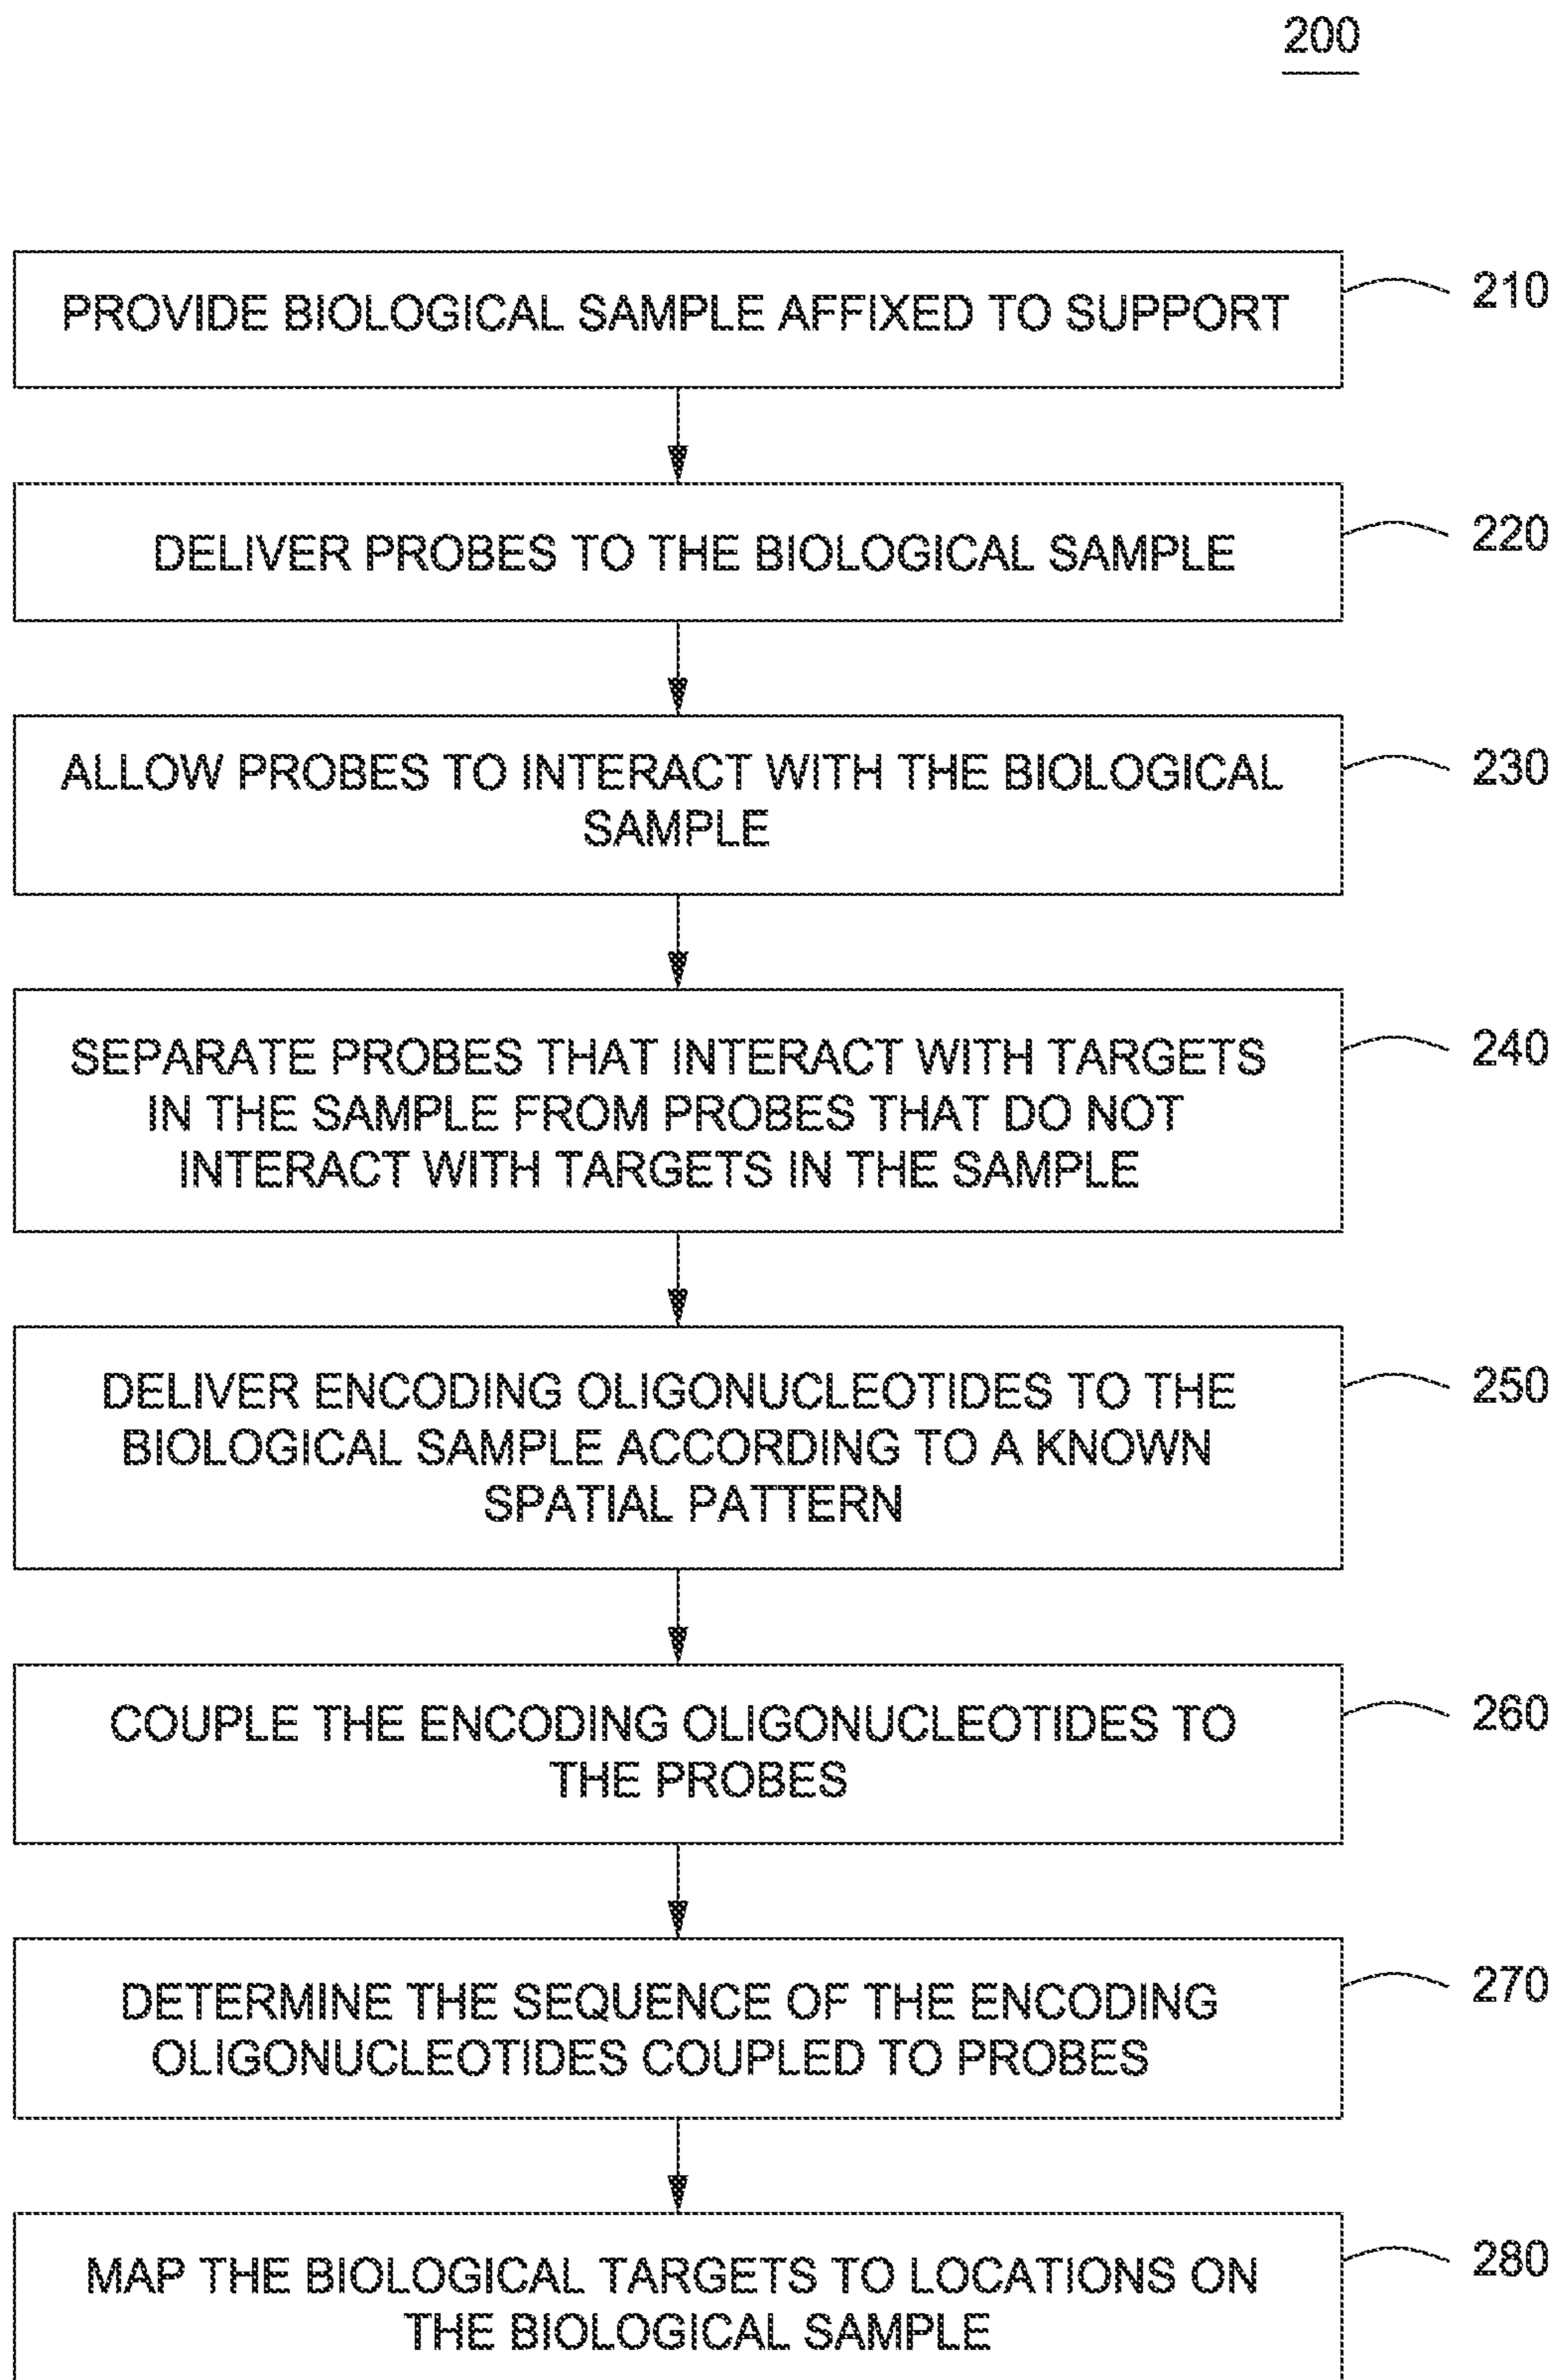 200
PROVIDE BIOLOGICAL SAMPLE AFFIXED TO SUPPORT
210
DELIVER PROBES TO THE BIOLOGICAL SAMPLE
220
ALLOW PROBES TO INTERACT WITH THE BIOLOGICAL
SAMPLE
230
SEPARATE PROBES THAT INTERACT WITH TARGETS
IN THE SAMPLE FROM PROBES THAT DO NOT
INTERACT WITH TARGETS IN THE SAMPLE
240
DELIVER ENCODING OLIGONUCLEOTIDES TO THE
BIOLOGICAL SAMPLE ACCORDING TO A KNOWN
SPATIAL PATTERN
250
COUPLE THE ENCODING OLIGONUCLEOTIDES TO
THE PROBES
260
DETERMINE THE SEQUENCE OF THE ENCODING
OLIGONUCLEOTIDES COUPLED TO PROBES
270
MAP THE BIOLOGICAL TARGETS TO LOCATIONS ON
THE BIOLOGICAL SAMPLE
280